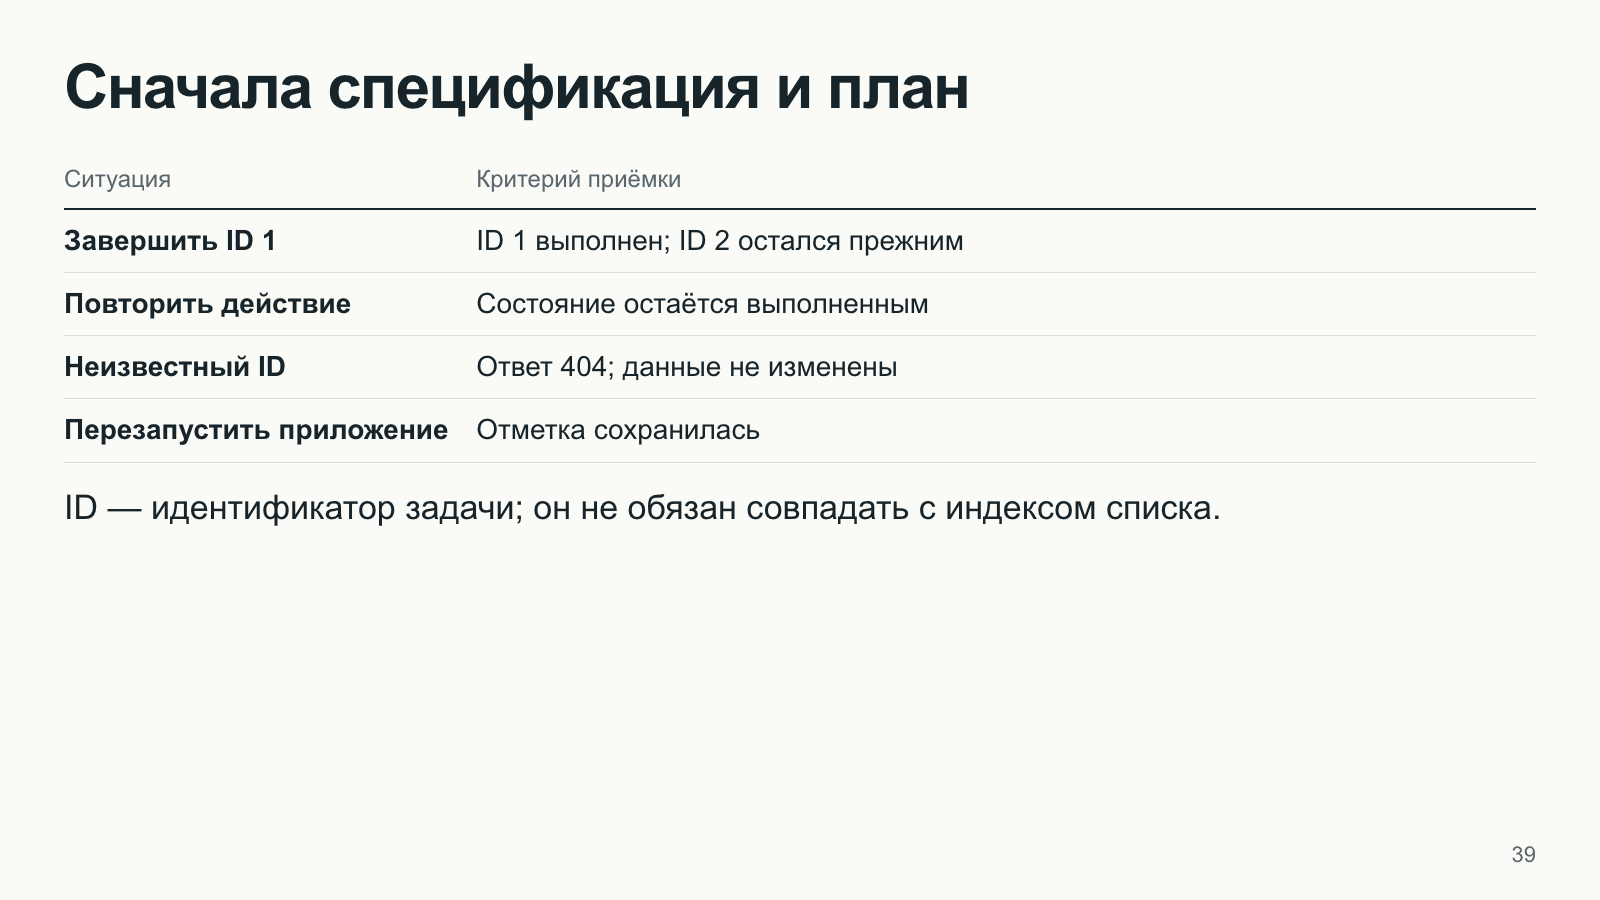 Сначала спецификация и план
Ситуация Критерий приёмки
Завершить ID 1 ID 1 выполнен; ID 2 остался прежним
Повторить действие Состояние остаётся выполненным
Неизвестный ID Ответ 404; данные не изменены
Перезапустить приложение Отметка сохранилась
ID — идентификатор задачи; он не обязан совпадать с индексом списка.
39